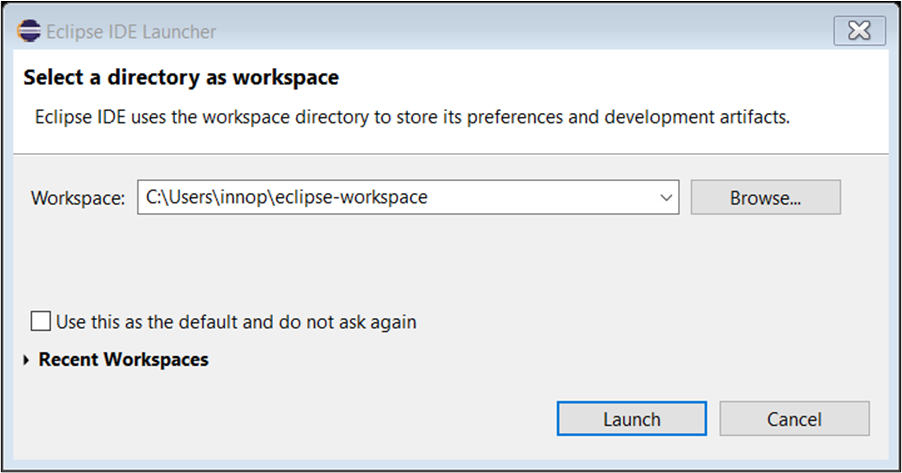 Eclipse IDE Launcher
Select a directory as workspace
Eclipse IDE uses the workspace directory to store its preferences and development artifacts.
Workspace: C:\Users\innop\eclipse-workspace Browse...
Use this as the default and do not ask again
Recent Workspaces
Launch Cancel